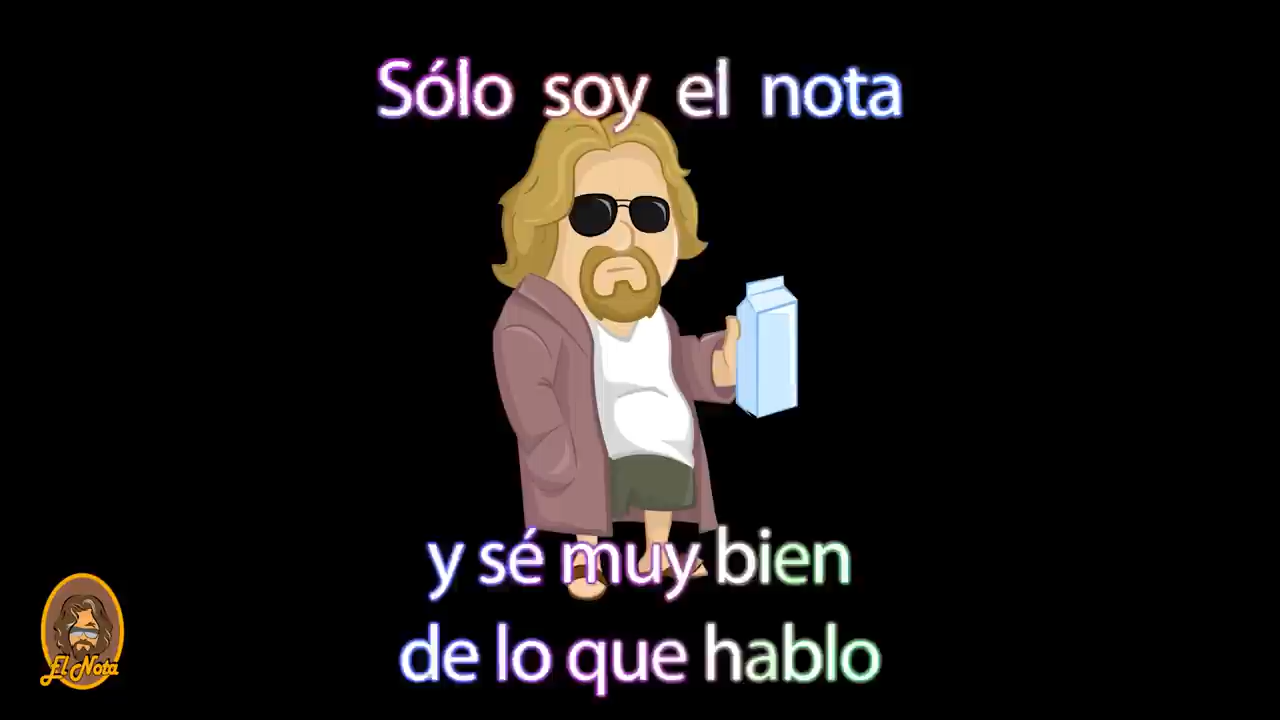 Sólo soy el nota
y sé muy bien
de lo que hablo
El Nota